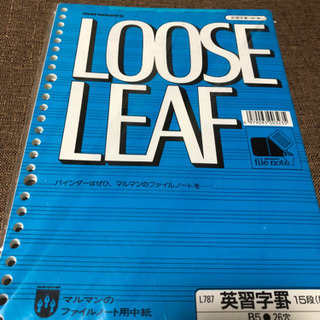 LOOSE
LEAF
file note
バインダーはぜひ、マルマンのファイルノートを
L787 英習字罫 15段
B5●26穴
マルマンの
ファイルノート用中紙